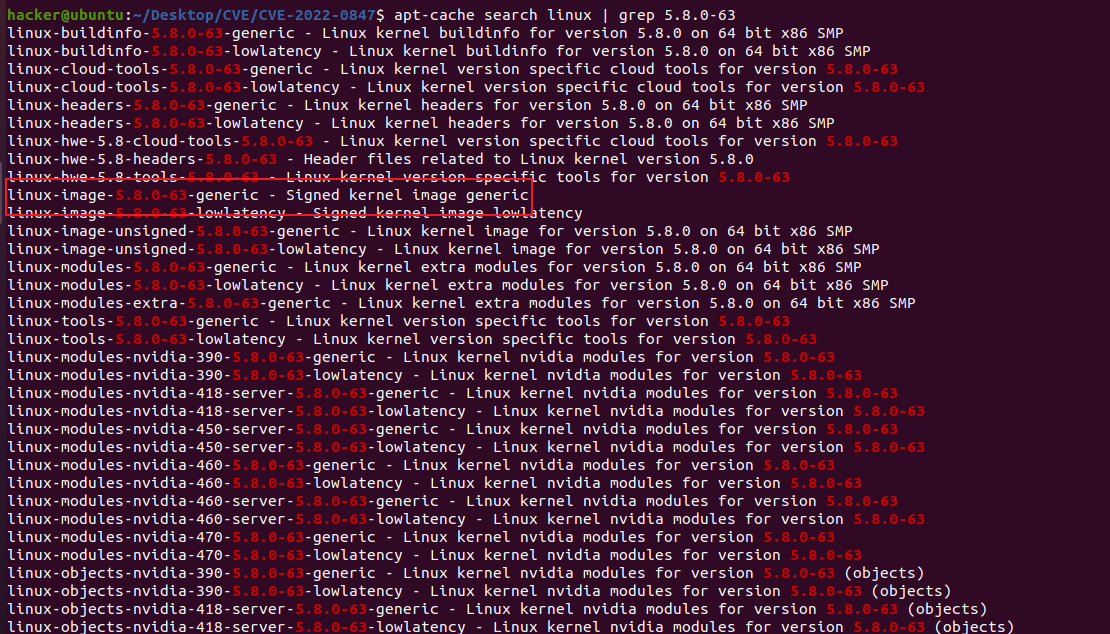 hacker@ubuntu:~/Desktop/CVE/CVE-2022-0847$ apt-cache search linux | grep 5.8.0-63
linux-buildinfo-5.8.0-63-generic - Linux kernel buildinfo for version 5.8.0 on 64 bit x86 SMP
linux-buildinfo-5.8.0-63-lowlatency - Linux kernel buildinfo for version 5.8.0 on 64 bit x86 SMP
linux-cloud-tools-5.8.0-63-generic - Linux kernel version specific cloud tools for version 5.8.0-63
linux-cloud-tools-5.8.0-63-lowlatency - Linux kernel version specific cloud tools for version 5.8.0-63
linux-headers-5.8.0-63-generic - Linux kernel headers for version 5.8.0 on 64 bit x86 SMP
linux-headers-5.8.0-63-lowlatency - Linux kernel headers for version 5.8.0 on 64 bit x86 SMP
linux-hwe-5.8-cloud-tools-5.8.0-63 - Linux kernel version specific cloud tools for version 5.8.0-63
linux-hwe-5.8-headers-5.8.0-63 - Header files related to Linux kernel version 5.8.0
linux-hwe-5.8-tools-5.8.0-63 - Linux kernel version specific tools for version 5.8.0-63
linux-image-5.8.0-63-generic - Signed kernel image generic
linux-image-5.8.0-63-lowlatency - Signed kernel image lowlatency
linux-image-unsigned-5.8.0-63-generic - Linux kernel image for version 5.8.0 on 64 bit x86 SMP
linux-image-unsigned-5.8.0-63-lowlatency - Linux kernel image for version 5.8.0 on 64 bit x86 SMP
linux-modules-5.8.0-63-generic - Linux kernel extra modules for version 5.8.0 on 64 bit x86 SMP
linux-modules-5.8.0-63-lowlatency - Linux kernel extra modules for version 5.8.0 on 64 bit x86 SMP
linux-modules-extra-5.8.0-63-generic - Linux kernel extra modules for version 5.8.0 on 64 bit x86 SMP
linux-tools-5.8.0-63-generic - Linux kernel version specific tools for version 5.8.0-63
linux-tools-5.8.0-63-lowlatency - Linux kernel version specific tools for version 5.8.0-63
linux-modules-nvidia-390-5.8.0-63-generic - Linux kernel nvidia modules for version 5.8.0-63
linux-modules-nvidia-390-5.8.0-63-lowlatency - Linux kernel nvidia modules for version 5.8.0-63
linux-modules-nvidia-418-server-5.8.0-63-generic - Linux kernel nvidia modules for version 5.8.0-63
linux-modules-nvidia-418-server-5.8.0-63-lowlatency - Linux kernel nvidia modules for version 5.8.0-63
linux-modules-nvidia-450-server-5.8.0-63-generic - Linux kernel nvidia modules for version 5.8.0-63
linux-modules-nvidia-450-server-5.8.0-63-lowlatency - Linux kernel nvidia modules for version 5.8.0-63
linux-modules-nvidia-460-5.8.0-63-generic - Linux kernel nvidia modules for version 5.8.0-63
linux-modules-nvidia-460-5.8.0-63-lowlatency - Linux kernel nvidia modules for version 5.8.0-63
linux-modules-nvidia-460-server-5.8.0-63-generic - Linux kernel nvidia modules for version 5.8.0-63
linux-modules-nvidia-460-server-5.8.0-63-lowlatency - Linux kernel nvidia modules for version 5.8.0-63
linux-modules-nvidia-470-5.8.0-63-generic - Linux kernel nvidia modules for version 5.8.0-63
linux-modules-nvidia-470-5.8.0-63-lowlatency - Linux kernel nvidia modules for version 5.8.0-63
linux-objects-nvidia-390-5.8.0-63-generic - Linux kernel nvidia modules for version 5.8.0-63 (objects)
linux-objects-nvidia-390-5.8.0-63-lowlatency - Linux kernel nvidia modules for version 5.8.0-63 (objects)
linux-objects-nvidia-418-server-5.8.0-63-generic - Linux kernel nvidia modules for version 5.8.0-63 (objects)
linux-objects-nvidia-418-server-5.8.0-63-lowlatency - Linux kernel nvidia modules for version 5.8.0-63 (objects)